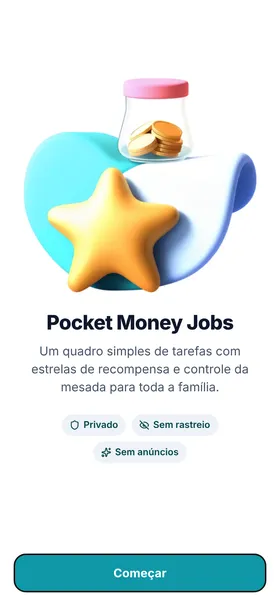 Pocket Money Jobs
Um quadro simples de tarefas com
estrelas de recompensa e controle da
mesada para toda a família.
Privado
Sem rastreio
Sem anúncios
Começar